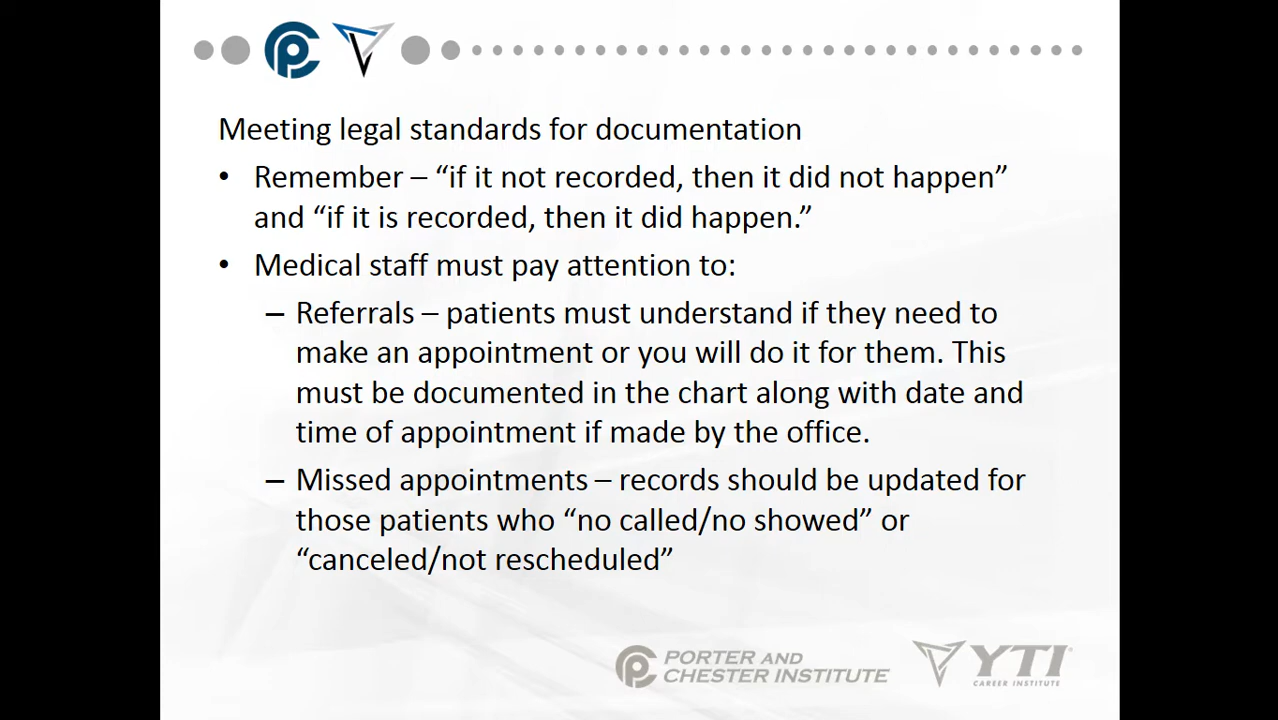 Meeting legal standards for documentation
• Remember – “if it not recorded, then it did not happen”
and “if it is recorded, then it did happen.”
• Medical staff must pay attention to:
– Referrals – patients must understand if they need to
make an appointment or you will do it for them. This
must be documented in the chart along with date and
time of appointment if made by the office.
– Missed appointments – records should be updated for
those patients who “no called/no showed” or
“canceled/not rescheduled”
PORTER AND
CHESTER INSTITUTE
YTI
CAREER INSTITUTE